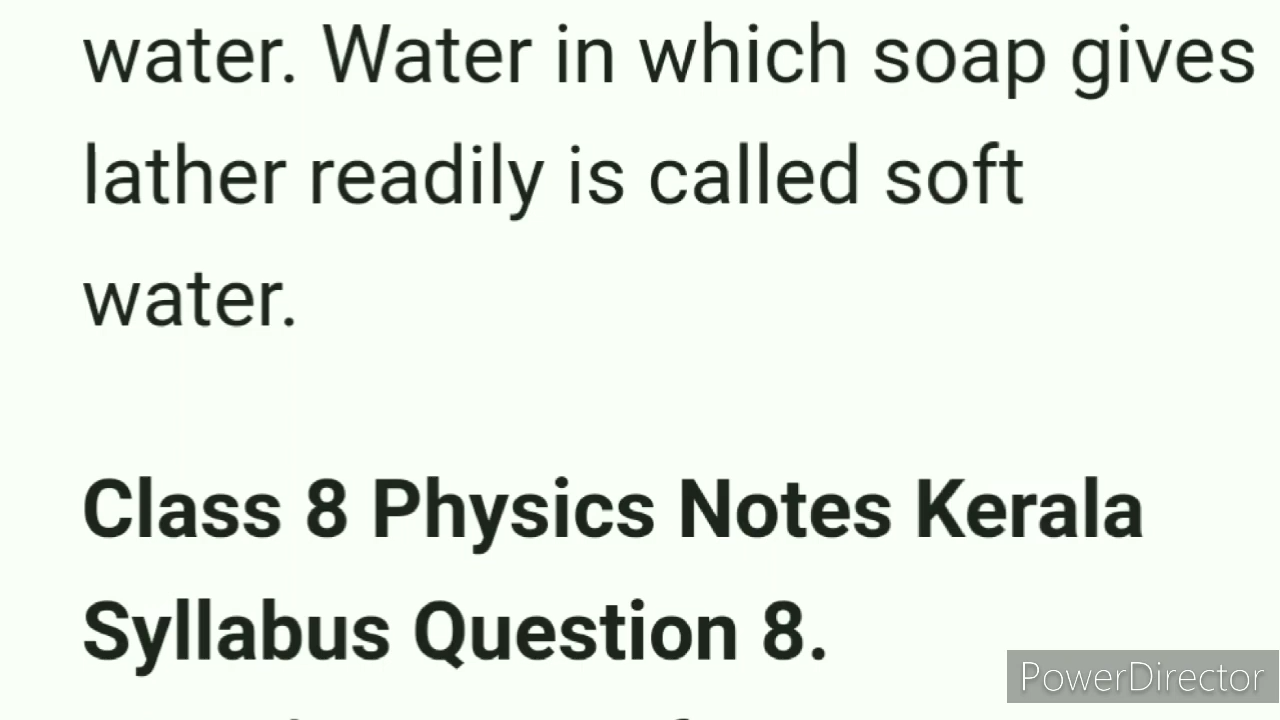 water. Water in which soap gives
lather readily is called soft
water.
Class 8 Physics Notes Kerala
Syllabus Question 8.
PowerDirector